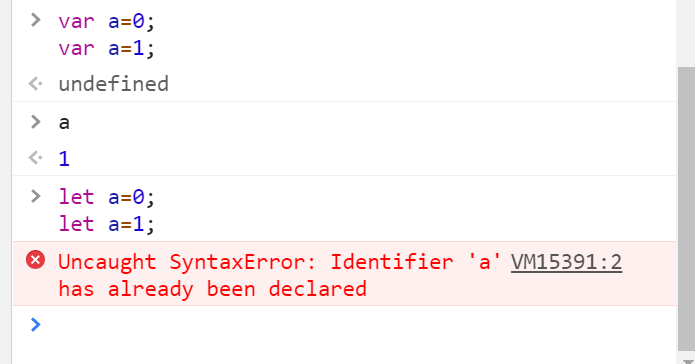 var a=0;
var a=1;
undefined
a
1
let a=0;
let a=1;
Uncaught SyntaxError: Identifier 'a' VM15391:2
has already been declared